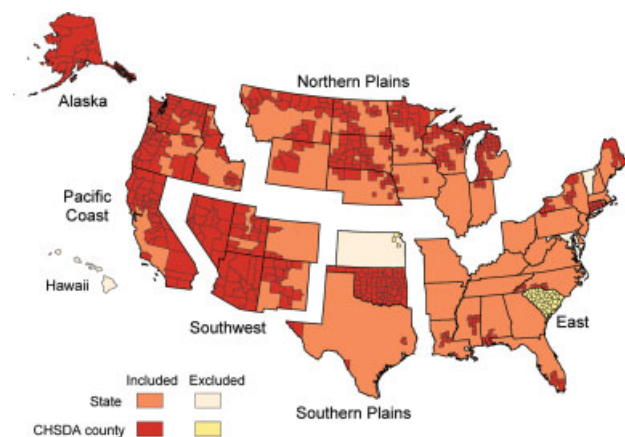 Northern Plains
Alaska
Pacific
Coast
Hawaii
Southwest
East
Southern Plains
Included Excluded
State
CHSDA county